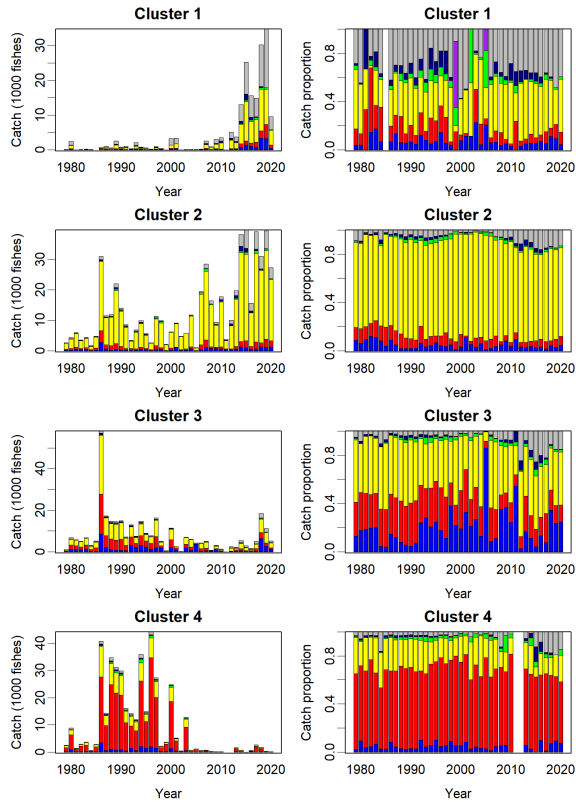 Cluster 1
Cluster 1
Catch (1000 fishes)
0 10 20 30
1980 1990 2000 2010 2020
Year
Catch proportion
0.0 0.4 0.8
1980 1990 2000 2010 2020
Year
Cluster 2
Cluster 2
Catch (1000 fishes)
0 10 20 30
1980 1990 2000 2010 2020
Year
Catch proportion
0.0 0.4 0.8
1980 1990 2000 2010 2020
Year
Cluster 3
Cluster 3
Catch (1000 fishes)
0 20 40
1980 1990 2000 2010 2020
Year
Catch proportion
0.0 0.4 0.8
1980 1990 2000 2010 2020
Year
Cluster 4
Cluster 4
Catch (1000 fishes)
0 10 20 30 40
1980 1990 2000 2010 2020
Year
Catch proportion
0.0 0.4 0.8
1980 1990 2000 2010 2020
Year